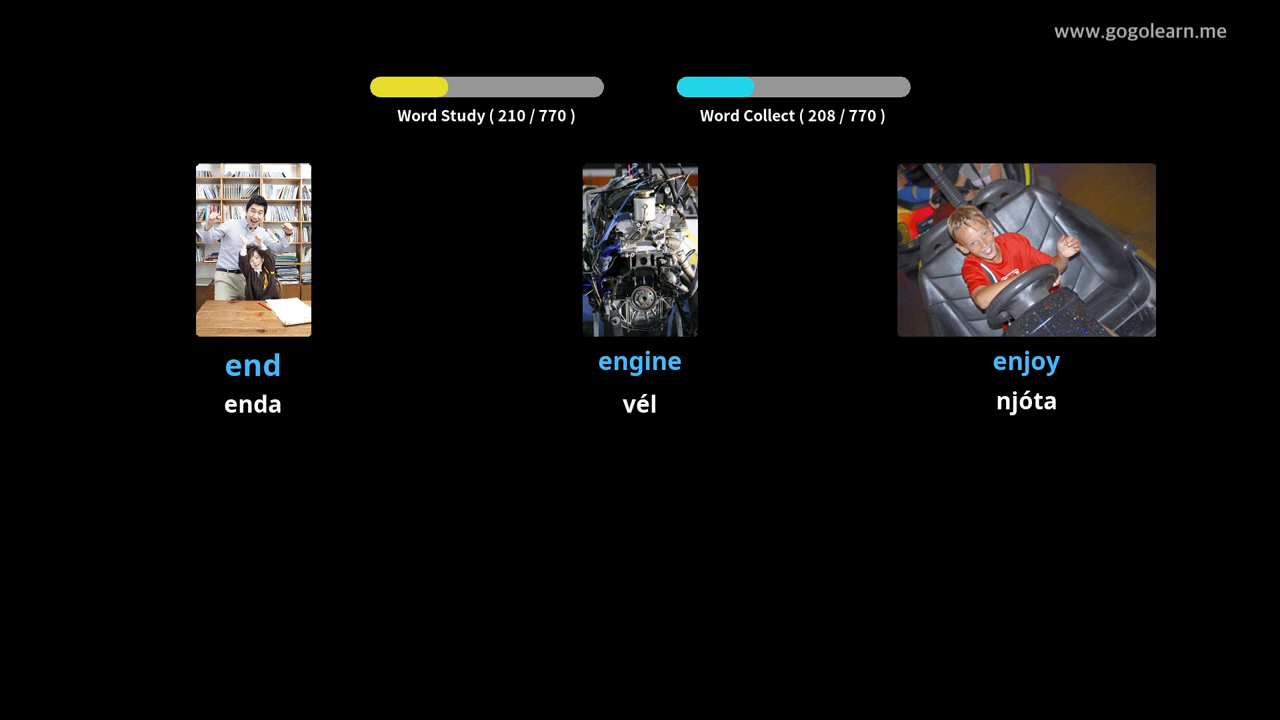 www.gogolearn.me
Word Study ( 210 / 770 )
Word Collect ( 208 / 770 )
end
enda
engine
vél
enjoy
njóta